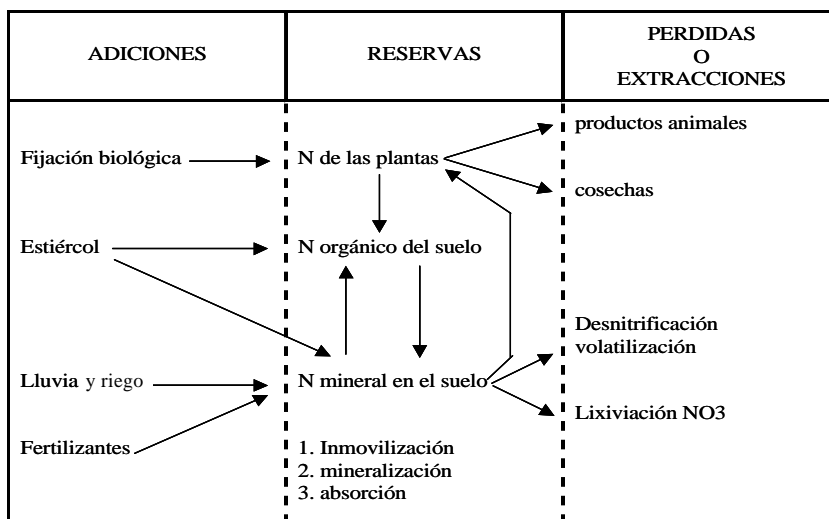 ADICIONES
RESERVAS
PERDIDAS
O
EXTRACCIONES
productos animales
Fijación biológica
N de las plantas
cosechas
Estiércol
N orgánico del suelo
Desnitrificación
volatilización
Lluvia y riego
N mineral en el suelo
Lixiviación NO3
Fertilizantes
1. Inmovilización
2. mineralización
3. absorción